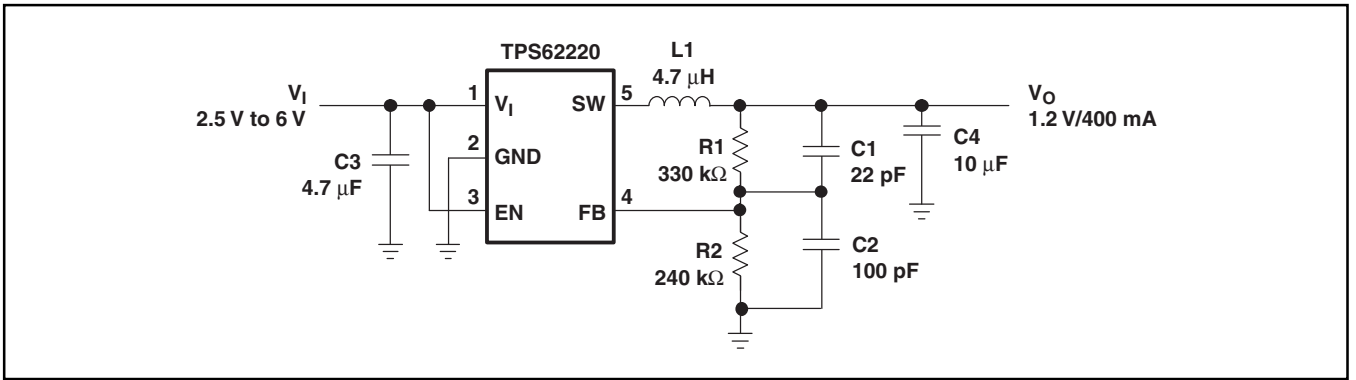 TPS62220
L1
4.7 μH
VI
2.5 V to 6 V
1
VI
SW
5
VO
1.2 V/400 mA
C3
4.7 μF
2
GND
3
EN
FB
4
R1
330 kΩ
C1
22 pF
C4
10 μF
R2
240 kΩ
C2
100 pF